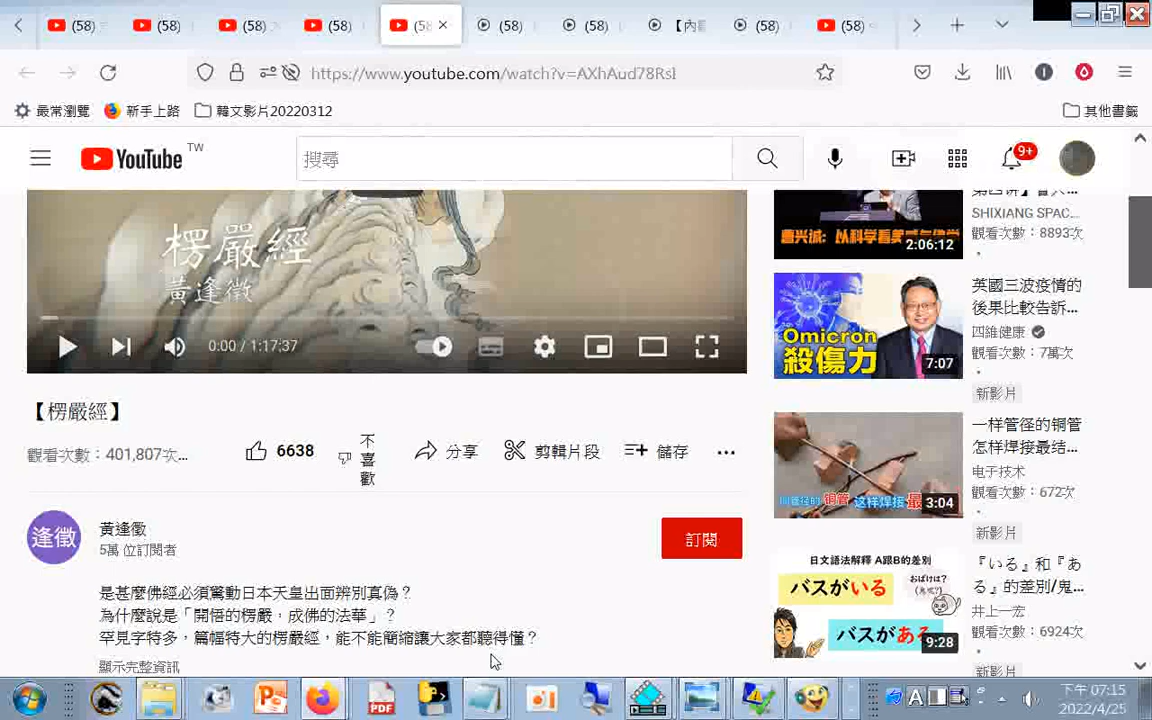 (58)
(58)
(58)
(58)
(58)
(58)
【內
(58)
(58)
https://www.youtube.com/watch?v=AXhAud78RsI
最常瀏覽
新手上路
韓文影片20220312
其他書籤
YouTube TW
搜尋
9+
楞嚴經
黃逢徵
0:00 / 1:17:37
【楞嚴經】
觀看次數：401,807次...
6638
不喜歡
分享
剪輯片段
儲存
黃逢徵
5萬 位訂閱者
逢徵
訂閱
是甚麼佛經必須驚動日本天皇出面辨別真偽？
為什麼說是「開悟的楞嚴，成佛的法華」？
罕見字特多，篇幅特大的楞嚴經，能不能簡縮讓大家都聽得懂？
顯示完整資訊
2:06:12
SHIXIANG SPAC...
觀看次數：8893次
Omicron
殺傷力
7:07
英國三波疫情的
後果比較告訴...
四維健康
觀看次數：7萬次
新影片
3:04
一样管径的铜管
怎样焊接最结...
电子技术
觀看次數：672次
新影片
日文語法解釋 AとBの差別
バスがいる
おばけは？
(鬼呢?)
バスがある
9:28
『いる』和『あ
る』的差別/鬼...
井上一宏
觀看次數：6924次
新影片
PDF
A
下午 07:15
2022/4/25